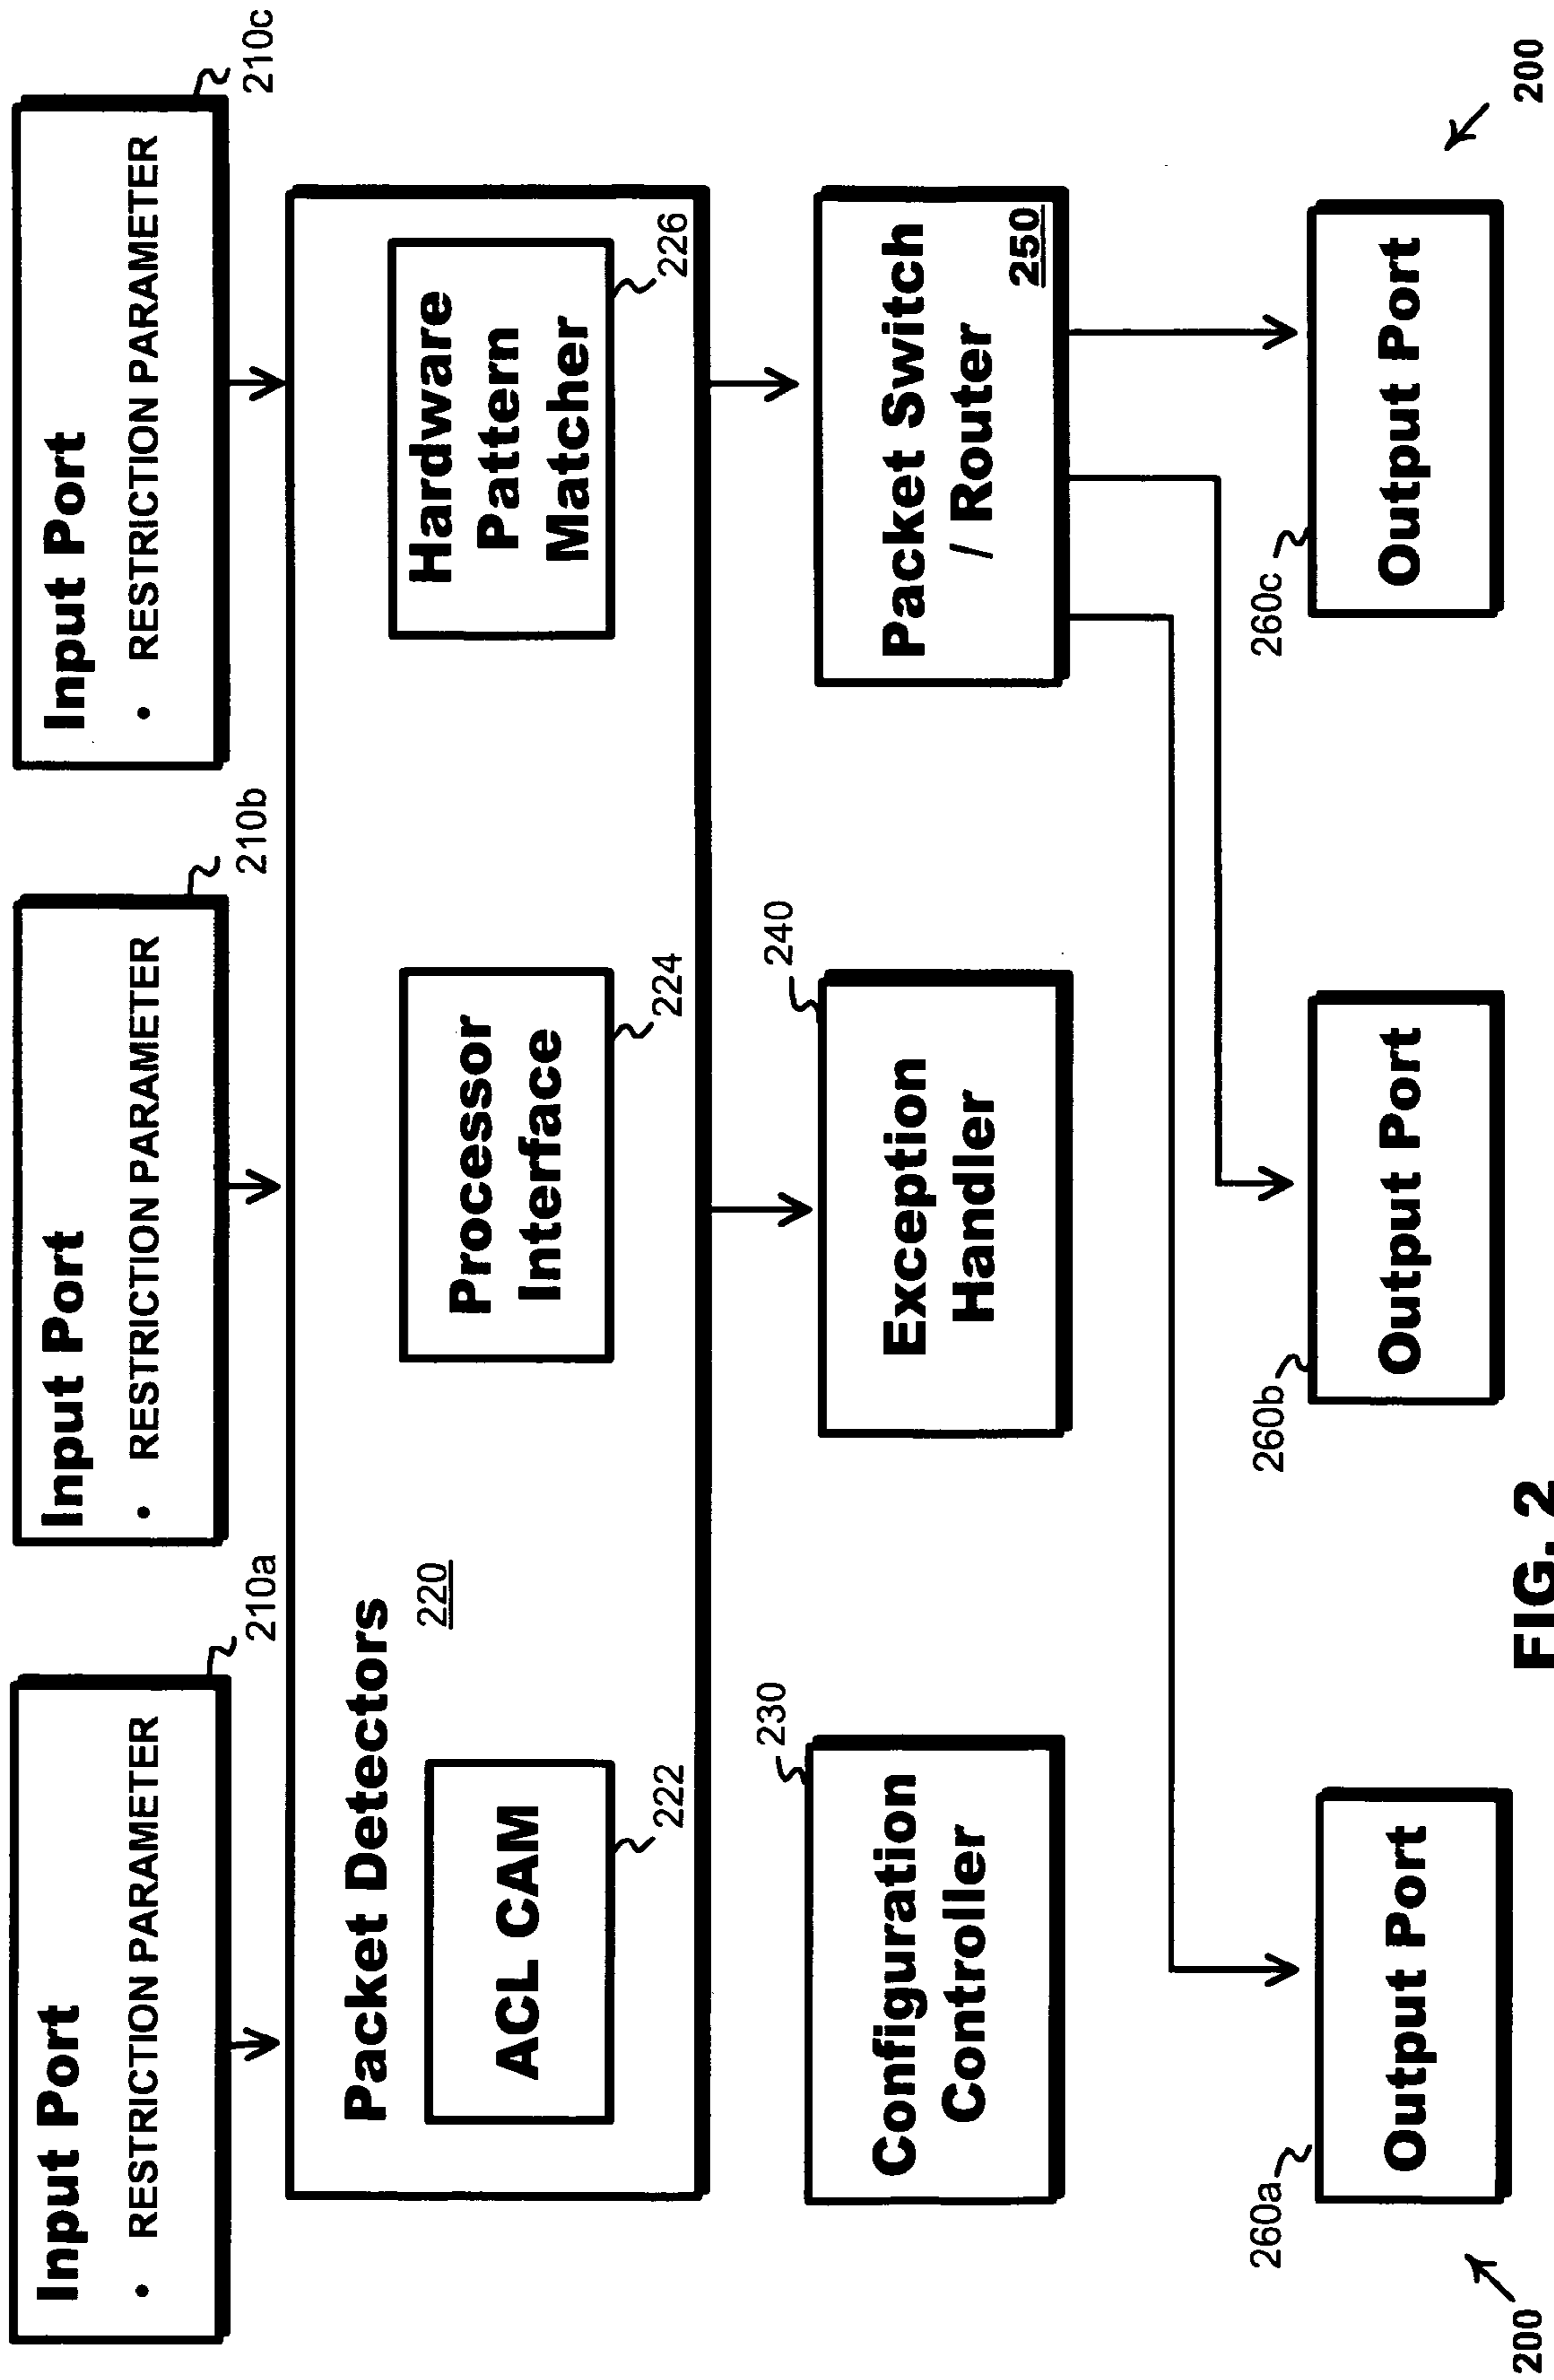 Input Port
• RESTRICTION PARAMETER
210a
Input Port
• RESTRICTION PARAMETER
210b
Input Port
• RESTRICTION PARAMETER
210c
Packet Detectors
220
ACL CAM
222
Processor
Interface
224
Hardware
Pattern
Matcher
226
230
Configuration
Controller
240
Exception
Handler
Packet Switch
/ Router
250
260a
Output Port
260b
Output Port
260c
Output Port
200
FIG. 2
200